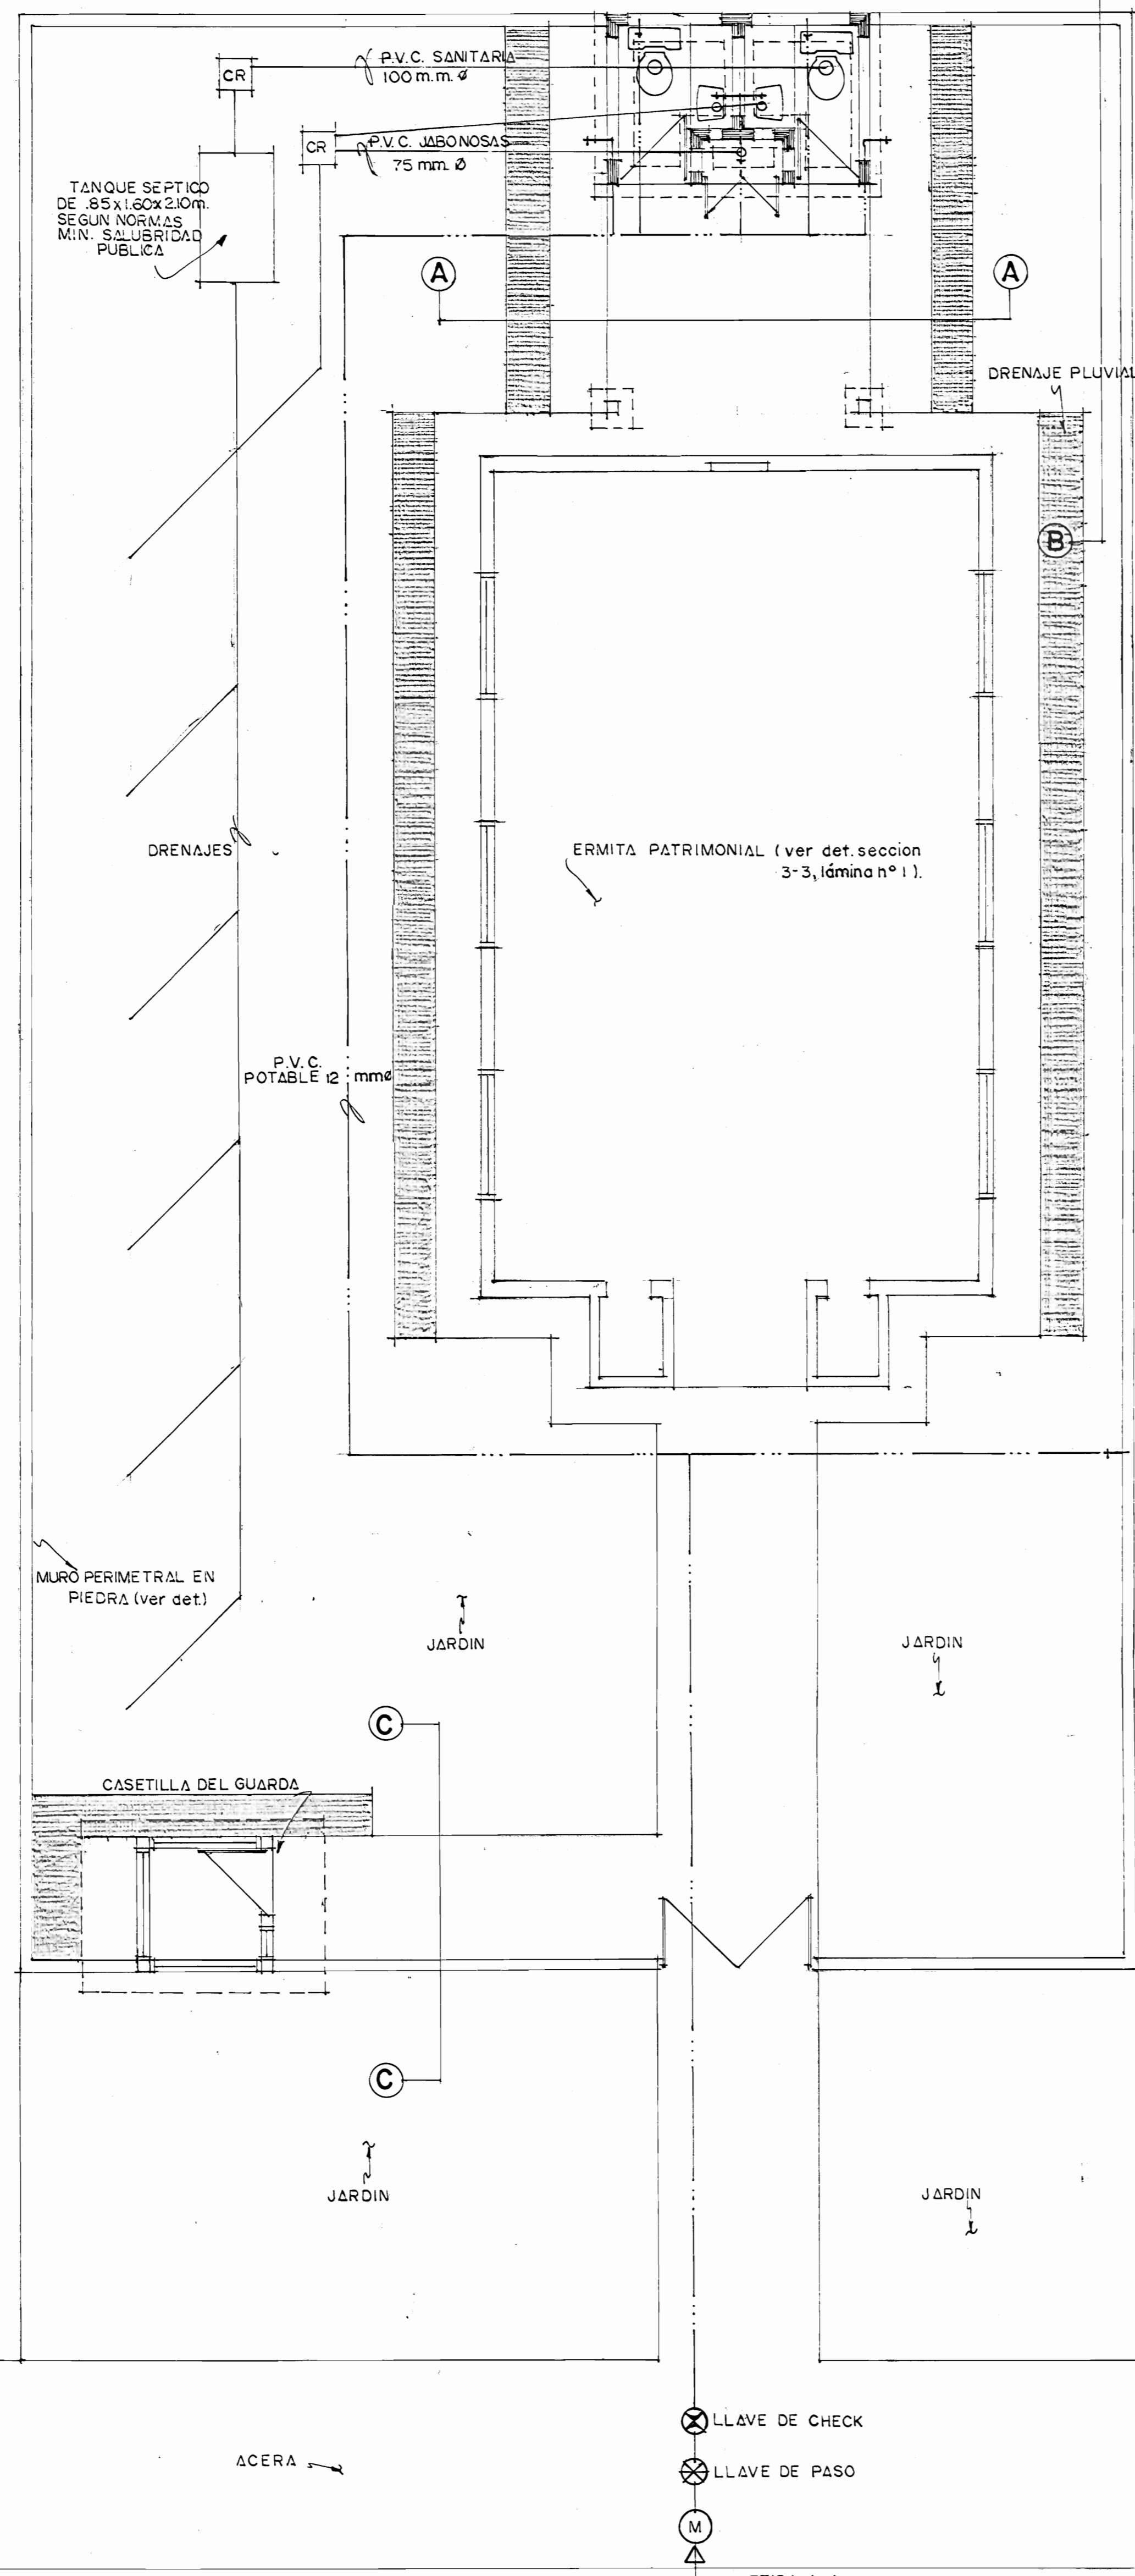 P.V.C. SANITARIA
100 m.m. Ø
CR
CR
P.V.C. JABONOSAS
75 mm. Ø
TANQUE SEPTICO
DE .85x1.60x2.10m.
SEGUN NORMAS
MIN. SALUBRIDAD
PUBLICA
A
A
DRENAJE PLUVIAL
B
DRENAJES
ERMITA PATRIMONIAL (ver det. seccion
3-3, lámina nº 1).
P.V.C.
POTABLE 12 mmø
MURO PERIMETRAL EN
PIEDRA (ver det.)
JARDIN
JARDIN
C
CASETILLA DEL GUARDA
C
JARDIN
JARDIN
LLAVE DE CHECK
ACERA
LLAVE DE PASO
M